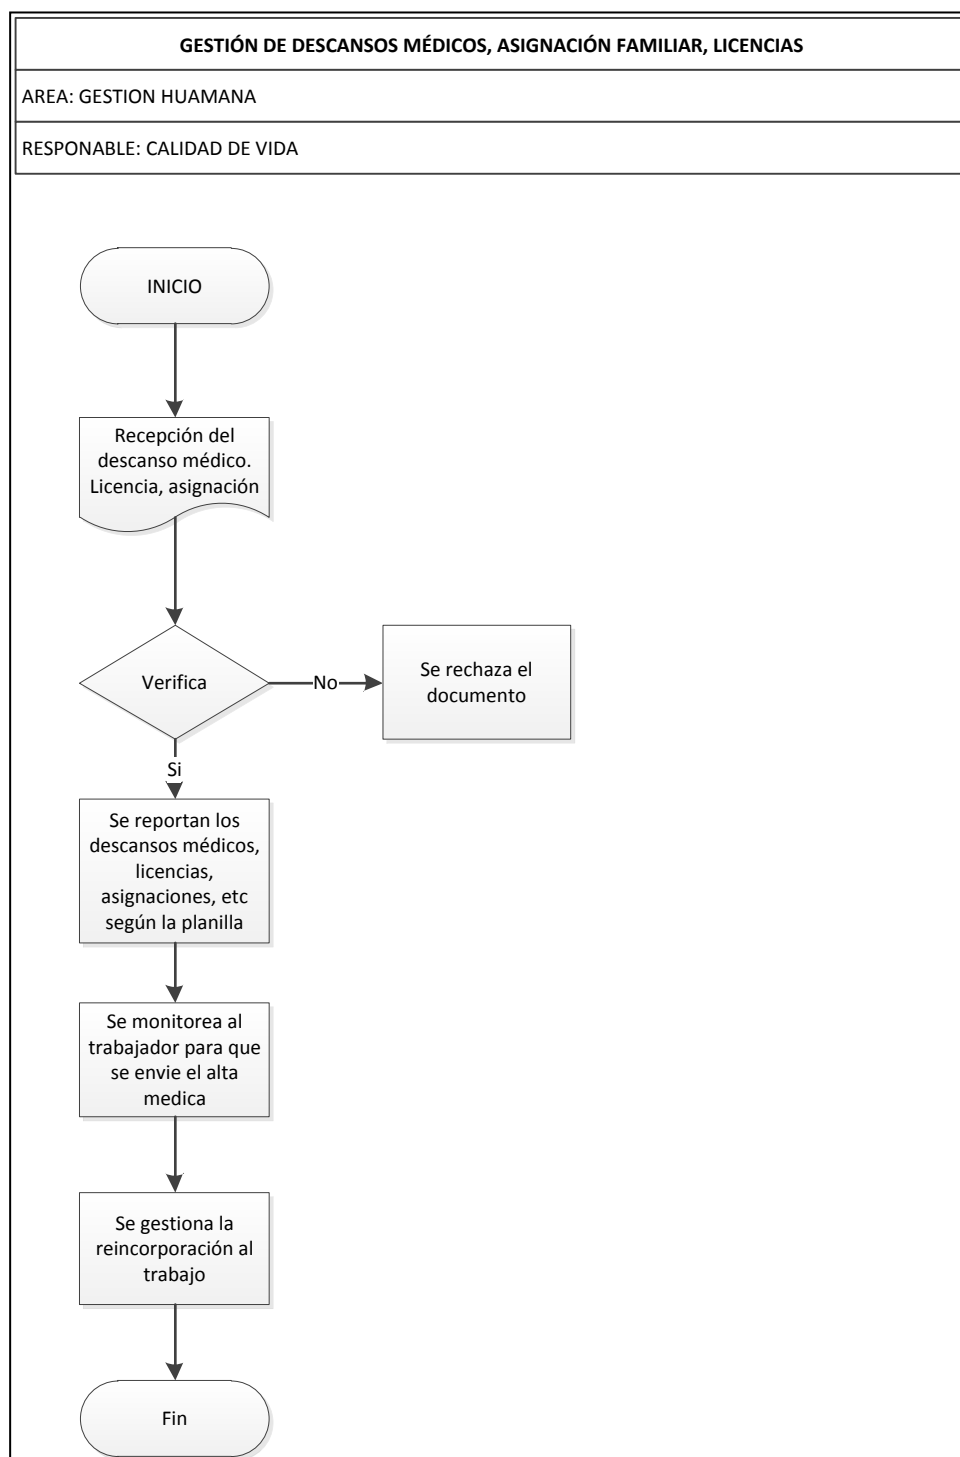 GESTIÓN DE DESCANSOS MÉDICOS, ASIGNACIÓN FAMILIAR, LICENCIAS
AREA: GESTION HUAMANA
RESPONABLE: CALIDAD DE VIDA
INICIO
Recepción del
descanso médico.
Licencia, asignación
Verifica
No
Se rechaza el
documento
Si
Se reportan los
descansos médicos,
licencias,
asignaciones, etc
según la planilla
Se monitorea al
trabajador para que
se envie el alta
medica
Se gestiona la
reincorporación al
trabajo
Fin